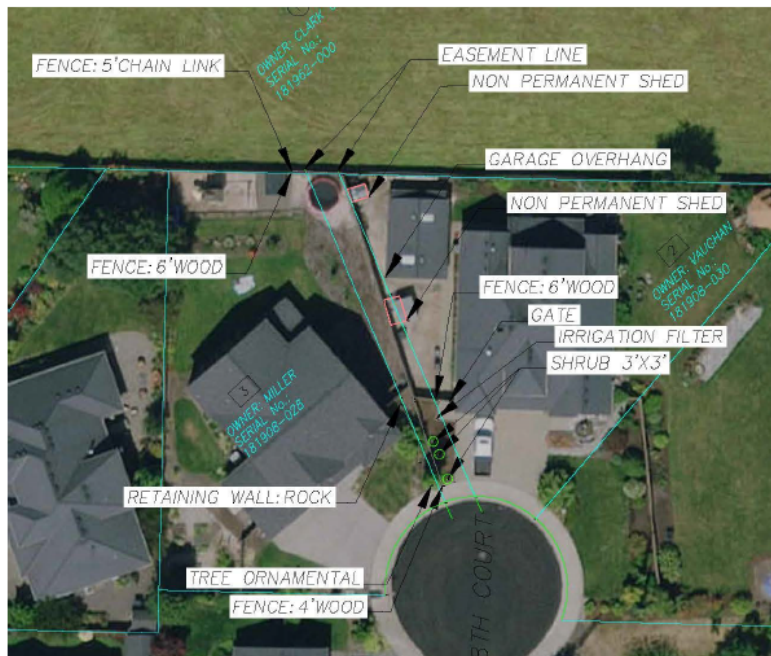 OWNER: CLARK
SERIAL No.:
181962-000
FENCE: 5'CHAIN LINK
EASEMENT LINE
NON PERMANENT SHED
GARAGE OVERHANG
NON PERMANENT SHED
FENCE: 6'WOOD
2
OWNER: VAUGHAN
SERIAL No.:
181908-030
FENCE: 6'WOOD
GATE
IRRIGATION FILTER
SHRUB 3'X3'
3
OWNER: MILLER
SERIAL No.:
181908-028
RETAINING WALL: ROCK
TREE ORNAMENTAL
FENCE: 4'WOOD
8TH COURT